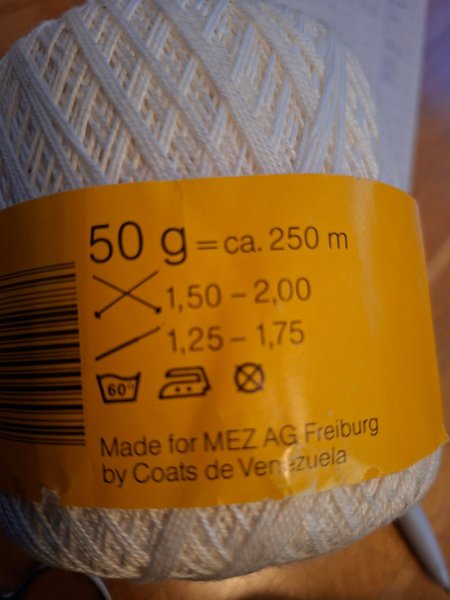 50 g = ca. 250 m
1,50 – 2,00
1,25 – 1,75
60°
Made for MEZ AG Freiburg
by Coats de Venezuela